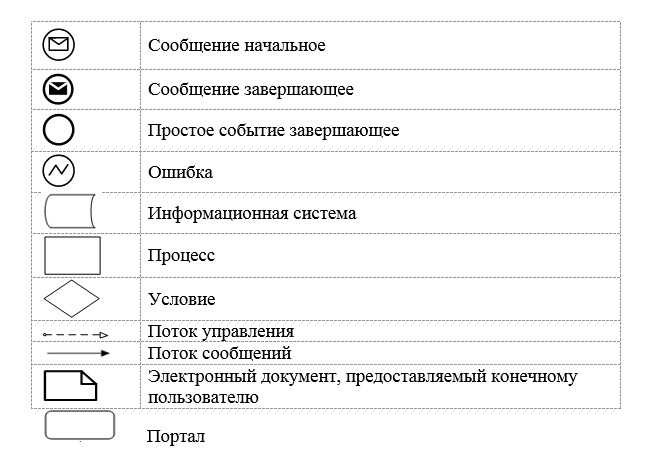 Сообщение начальное
Сообщение завершающее
Простое событие завершающее
Ошибка
Информационная система
Процесс
Условие
Поток управления
Поток сообщений
Электронный документ, предоставляемый конечному
пользователю
Портал